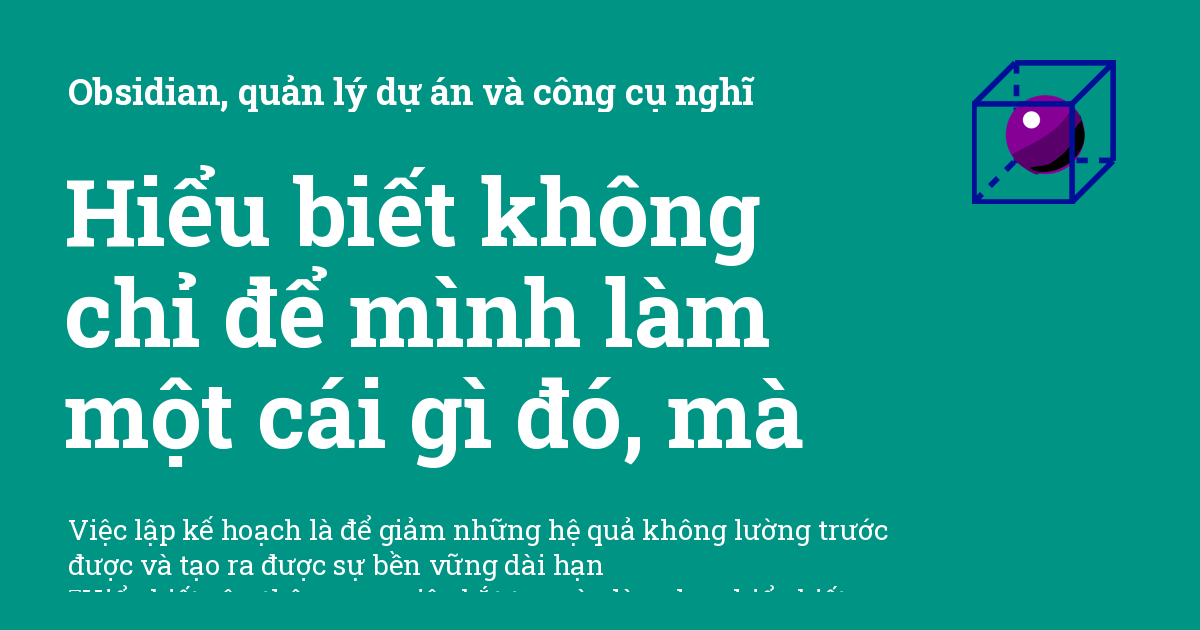 Obsidian, quản lý dự án và công cụ nghĩ
Hiểu biết không
chỉ để mình làm
một cái gì đó, mà
Việc lập kế hoạch là để giảm những hệ quả không lường trước
được và tạo ra được sự bền vững dài hạn